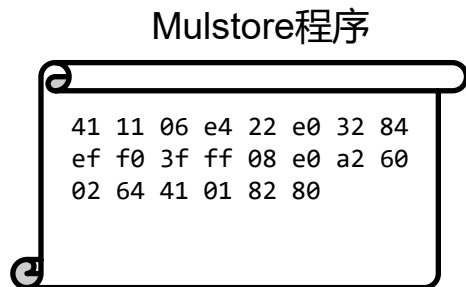 Mulstore程序
41 11 06 e4 22 e0 32 84
ef f0 3f ff 08 e0 a2 60
02 64 41 01 82 80